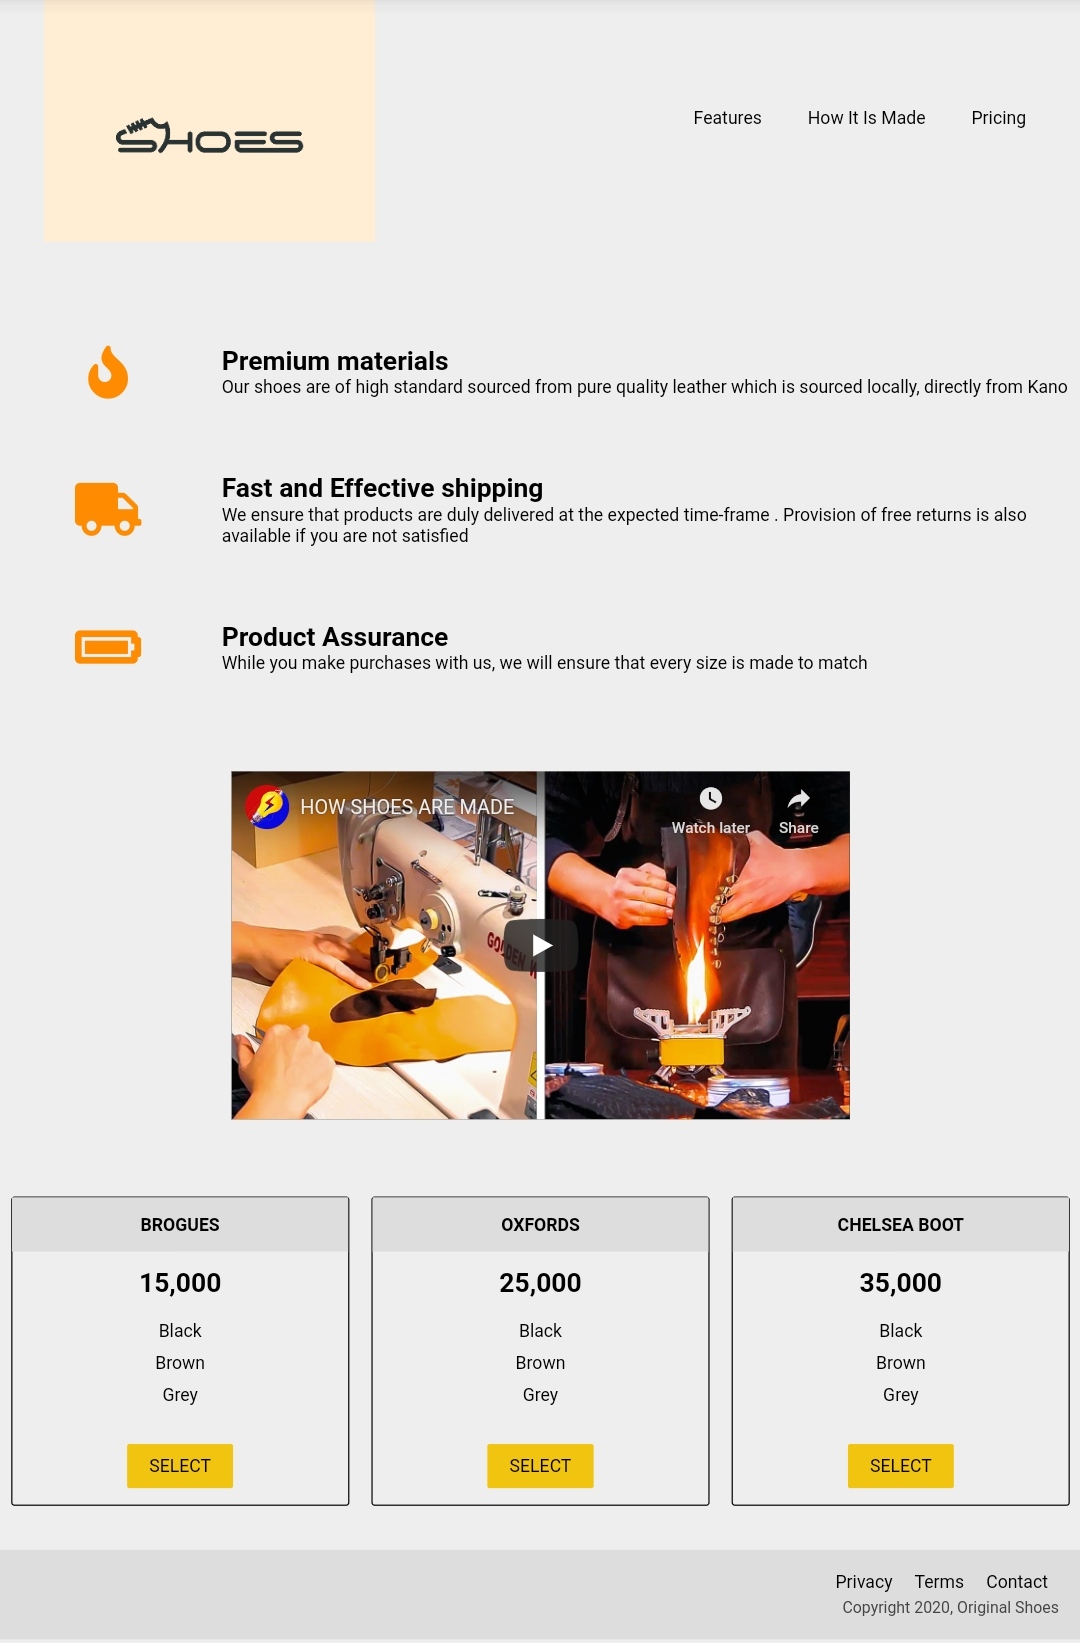 SHOES
Features How It Is Made Pricing
Premium materials
Our shoes are of high standard sourced from pure quality leather which is sourced locally, directly from Kano
Fast and Effective shipping
We ensure that products are duly delivered at the expected time-frame . Provision of free returns is also
available if you are not satisfied
Product Assurance
While you make purchases with us, we will ensure that every size is made to match
HOW SHOES ARE MADE
Watch later Share
GOLDEN
BROGUES
15,000
Black
Brown
Grey
SELECT
OXFORDS
25,000
Black
Brown
Grey
SELECT
CHELSEA BOOT
35,000
Black
Brown
Grey
SELECT
Privacy Terms Contact
Copyright 2020, Original Shoes